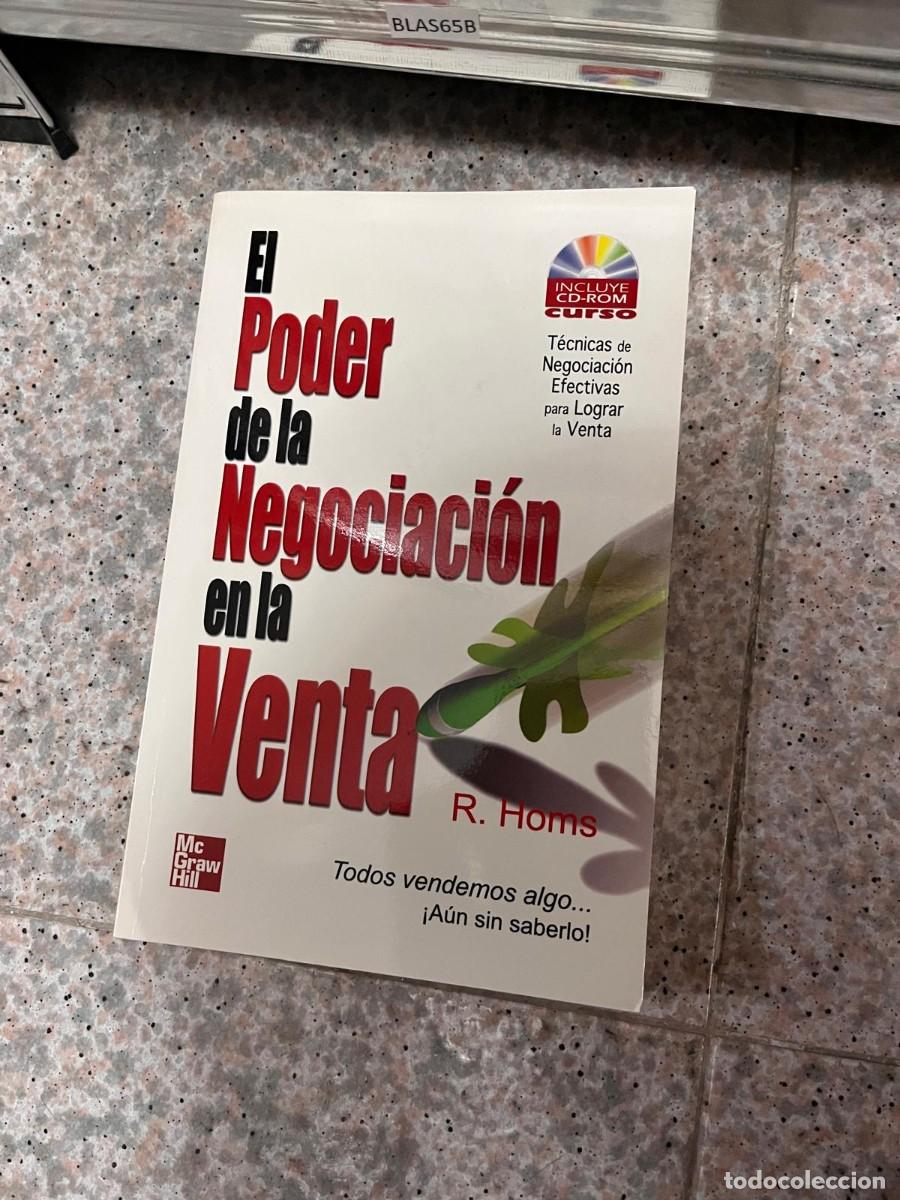 BLAS65B
El
Poder
de la
Negociación
en la
Venta
INCLUYE
CD-ROM
curso
Técnicas de
Negociación
Efectivas
para Lograr
la Venta
R. Homs
Mc
Graw
Hill
Todos vendemos algo...
¡Aún sin saberlo!
todocoleccion